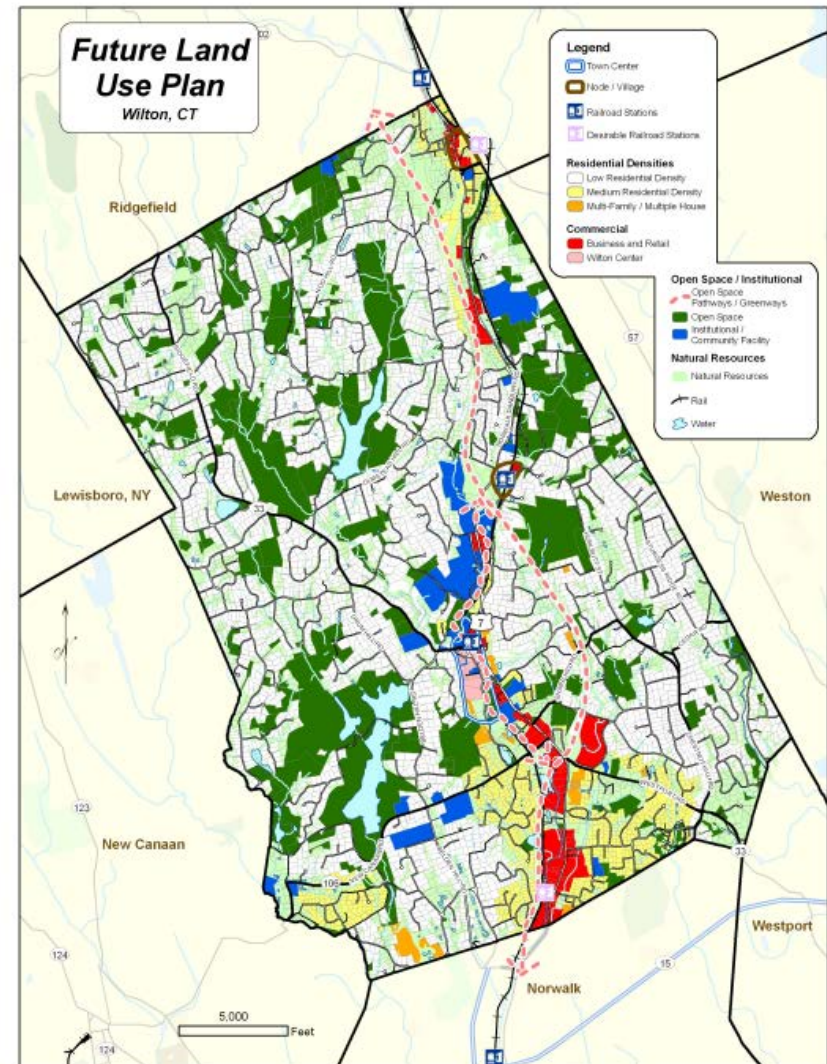 Future Land
Use Plan
Wilton, CT
Legend
Town Center
Node / Village
Railroad Stations
Desirable Railroad Stations
Residential Densities
Low Residential Density
Medium Residential Density
Multi-Family / Multiple House
Commercial
Business and Retail
Wilton Center
Open Space / Institutional
Open Space
Pathways / Greenways
Open Space
Institutional /
Community Facility
Natural Resources
Natural Resources
Rail
Water
Ridgefield
57
Lewisboro, NY
33
Weston
7
123
New Canaan
106
33
Westport
124
15
Norwalk
5,000
Feet
124